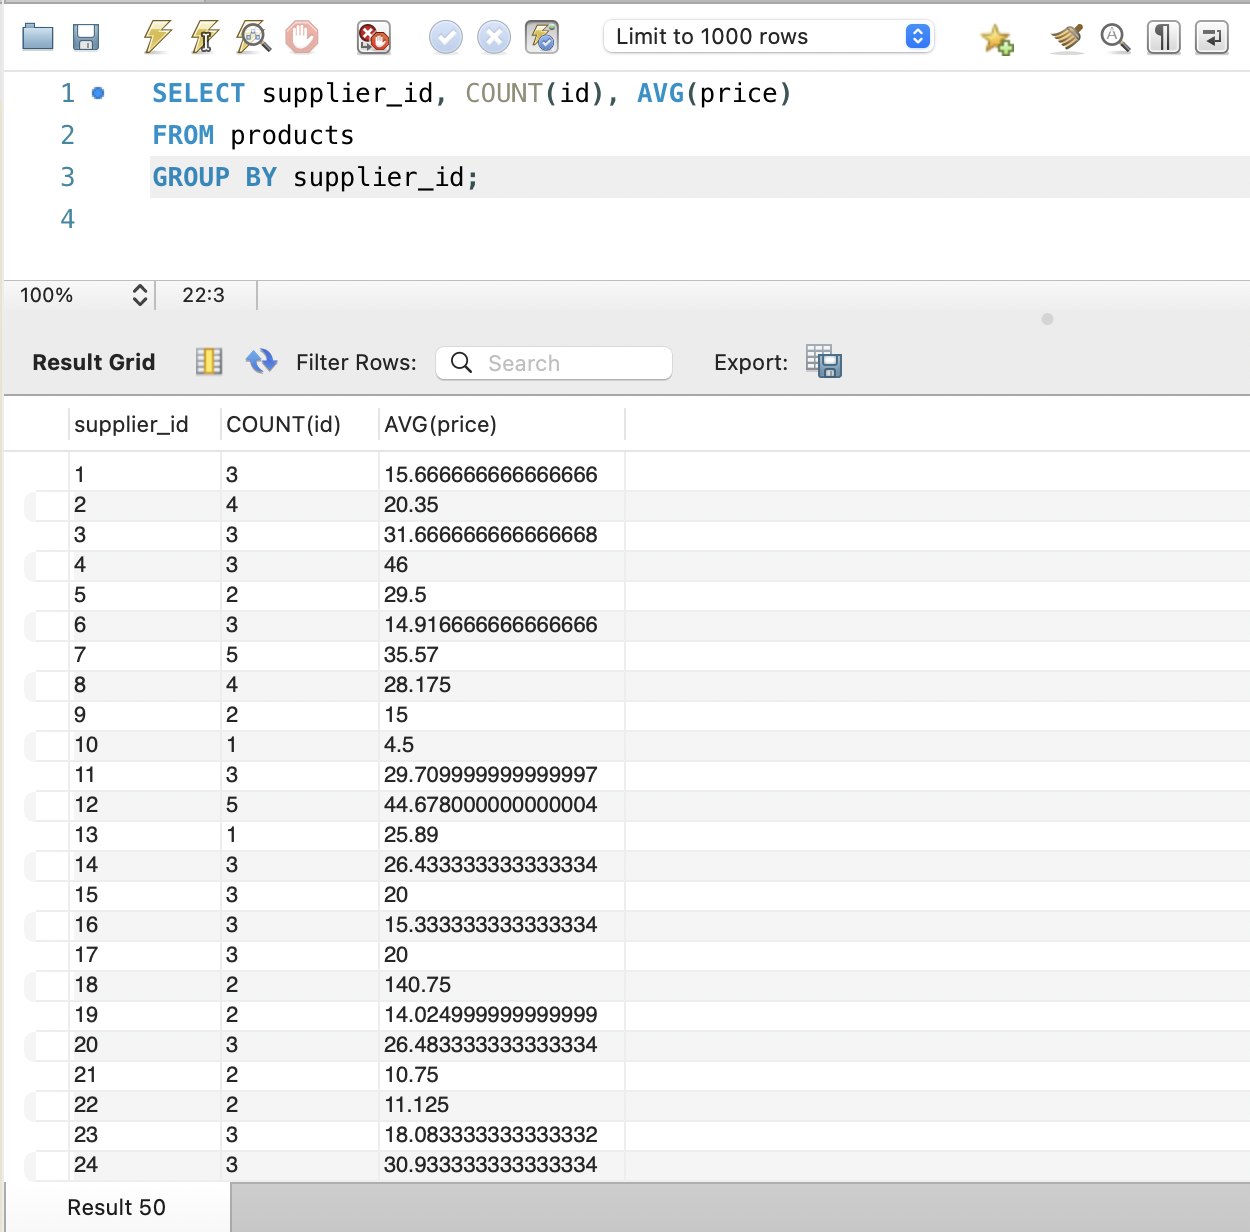 Limit to 1000 rows
1 SELECT supplier_id, COUNT(id), AVG(price)
2 FROM products
3 GROUP BY supplier_id;
4
100% 22:3
Result Grid Filter Rows: Search Export:
supplier_id COUNT(id) AVG(price)
1 3 15.666666666666666
2 4 20.35
3 3 31.666666666666668
4 3 46
5 2 29.5
6 3 14.916666666666666
7 5 35.57
8 4 28.175
9 2 15
10 1 4.5
11 3 29.709999999999997
12 5 44.678000000000004
13 1 25.89
14 3 26.433333333333334
15 3 20
16 3 15.333333333333334
17 3 20
18 2 140.75
19 2 14.024999999999999
20 3 26.483333333333334
21 2 10.75
22 2 11.125
23 3 18.083333333333332
24 3 30.933333333333334
Result 50